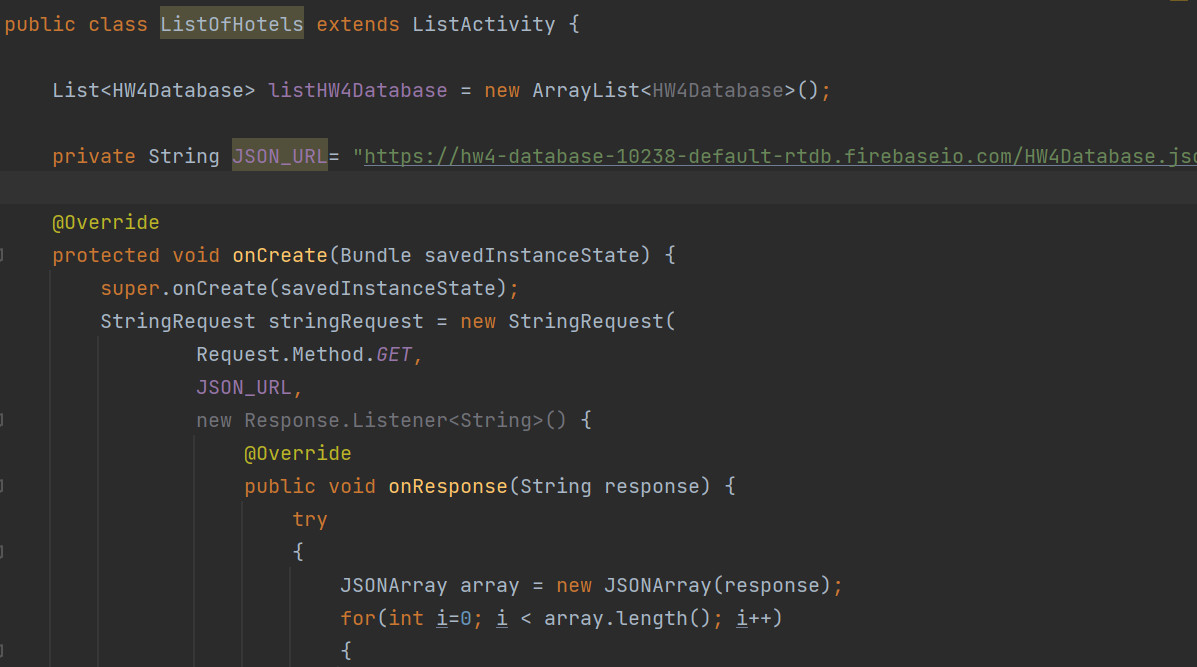 public class ListOfHotels extends ListActivity {
List<HW4Database> listHW4Database = new ArrayList<HW4Database>();
private String JSON_URL= "https://hw4-database-10238-default-rtdb.firebaseio.com/HW4Database.jso
@Override
protected void onCreate(Bundle savedInstanceState) {
super.onCreate(savedInstanceState);
StringRequest stringRequest = new StringRequest(
Request.Method.GET,
JSON_URL,
new Response.Listener<String>() {
@Override
public void onResponse(String response) {
try
{
JSONArray array = new JSONArray(response);
for(int i=0; i < array.length(); i++)
{